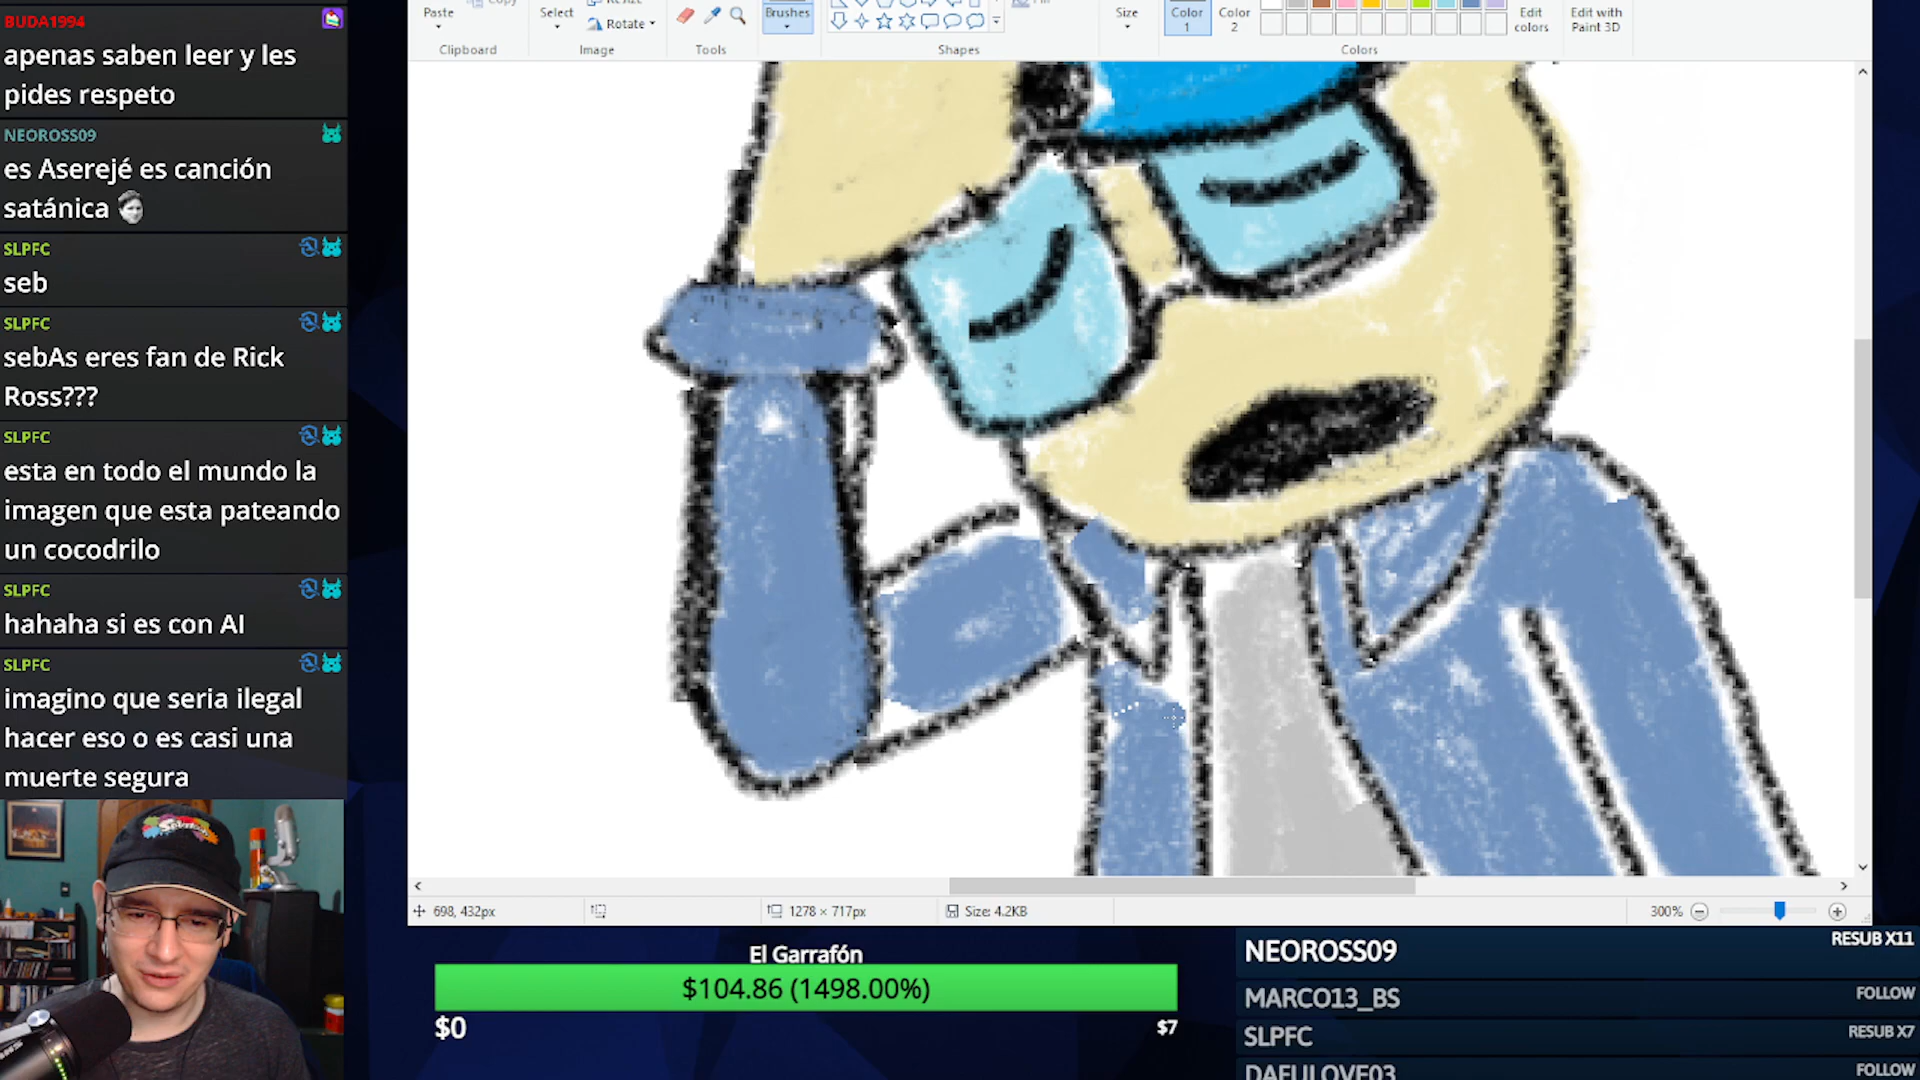 BUDA1994
apenas saben leer y les
pides respeto
NEOROSS09
es Aserejé es canción
satánica
SLPFC
seb
SLPFC
sebAs eres fan de Rick
Ross???
SLPFC
esta en todo el mundo la
imagen que esta pateando
un cocodrilo
SLPFC
hahaha si es con AI
SLPFC
imagino que seria ilegal
hacer eso o es casi una
muerte segura
Paste
Copy
Clipboard
Select
Resize
Rotate
Image
Tools
Brushes
Shapes
Fill
Size
Color
1
Color
2
Colors
Edit
colors
Edit with
Paint 3D
698, 432px
1278 × 717px
Size: 4.2KB
300%
El Garrafón
$104.86 (1498.00%)
$0
$7
NEOROSS09
RESUB X11
MARCO13_BS
FOLLOW
SLPFC
RESUB X7
DAFULOVE03
FOLLOW